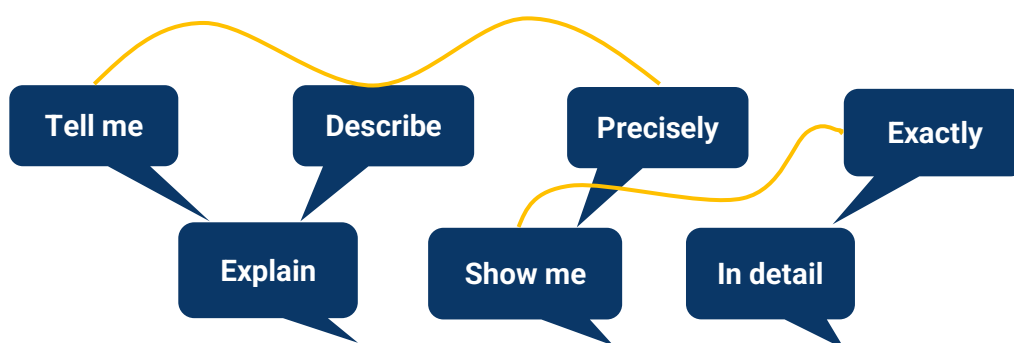 Tell me
Describe
Precisely
Exactly
Explain
Show me
In detail